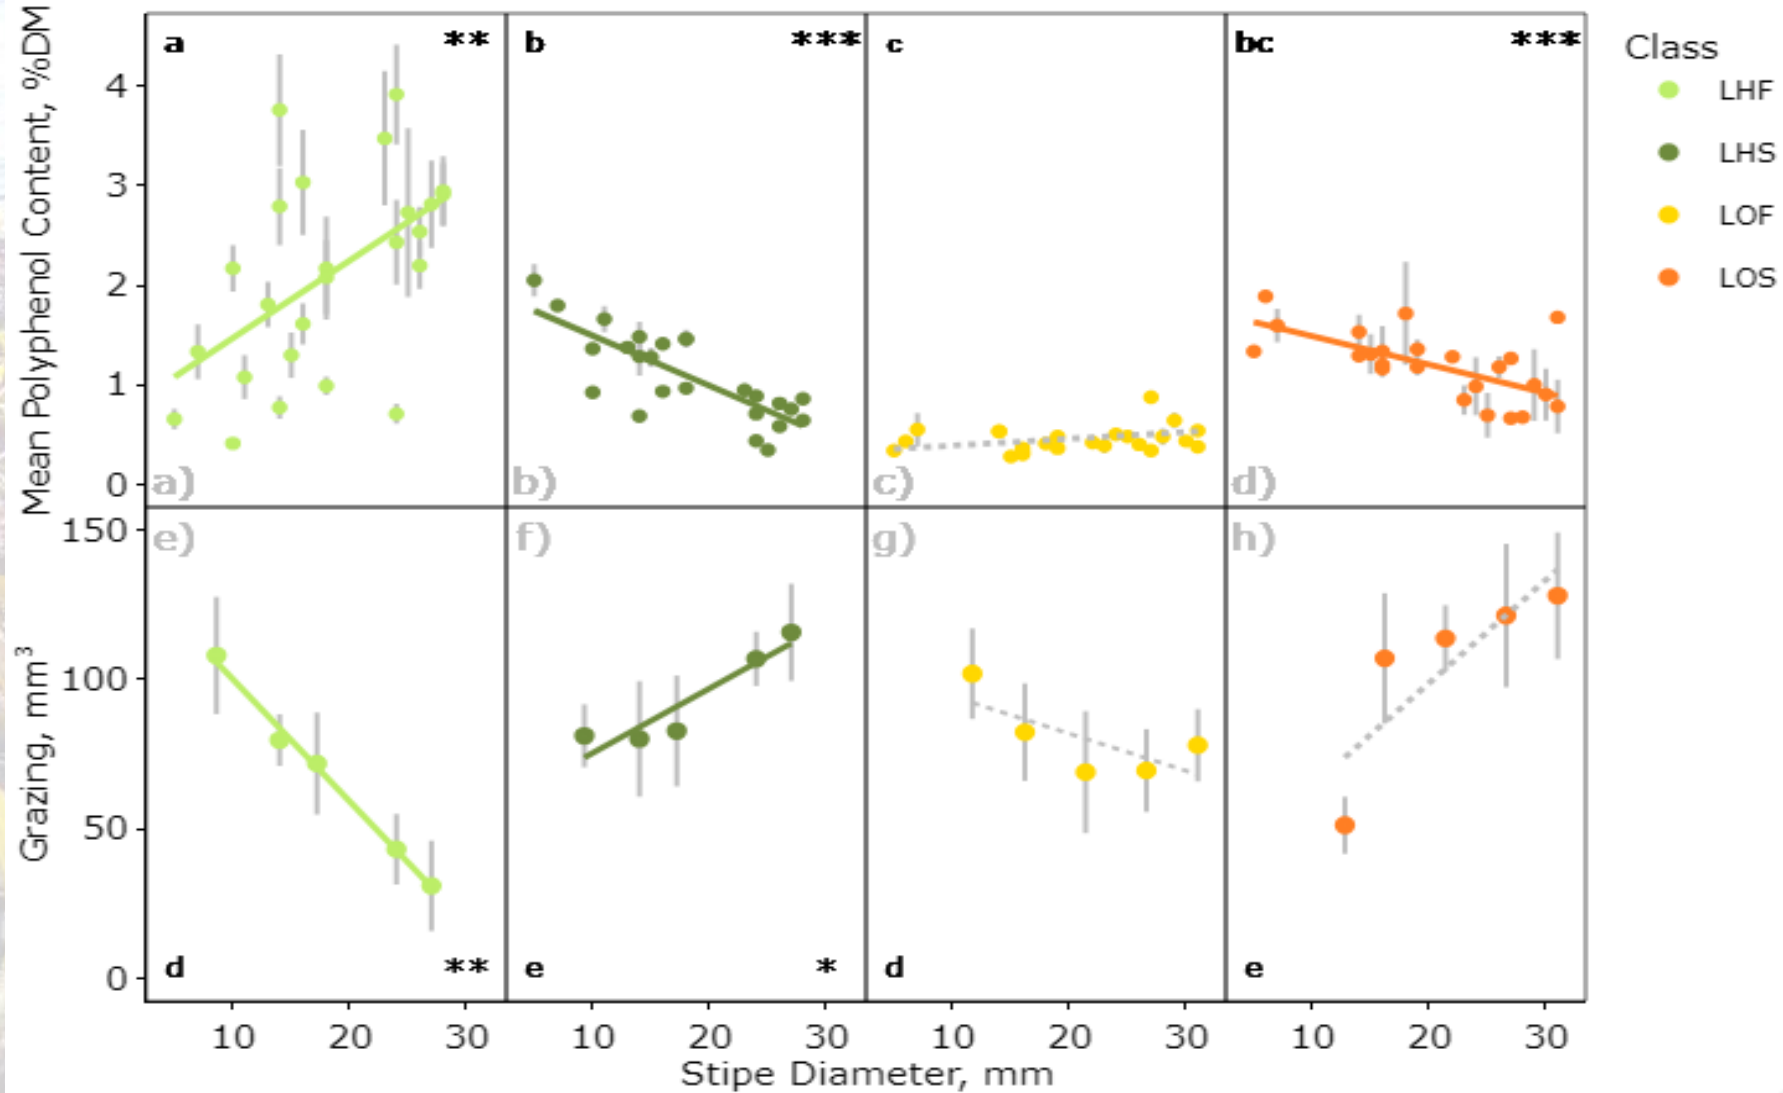 Mean Polyphenol Content, %DM
4
3
2
1
0
a **
b ***
c
bc ***
a)
b)
c)
d)
Class
LHF
LHS
LOF
LOS
Grazing, mm³
150
100
50
0
e)
f)
g)
h)
d **
e *
d
e
10 20 30 10 20 30 10 20 30 10 20 30
Stipe Diameter, mm